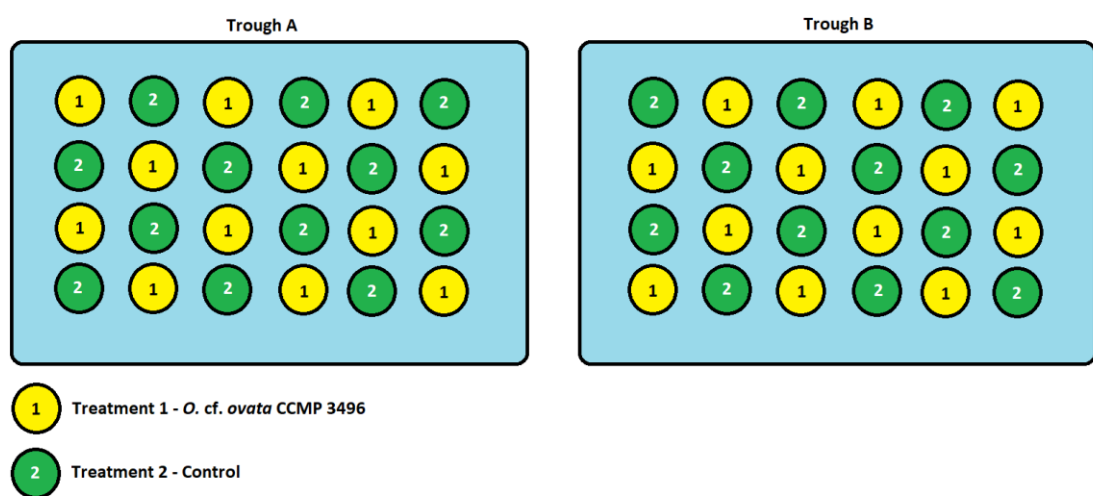 Trough A Trough B
1 2 1 2 1 2 2 1 2 1 2 1
2 1 2 1 2 1 1 2 1 2 1 2
1 2 1 2 1 2 2 1 2 1 2 1
2 1 2 1 2 1 1 2 1 2 1 2
1 Treatment 1 - O. cf. ovata CCMP 3496
2 Treatment 2 - Control